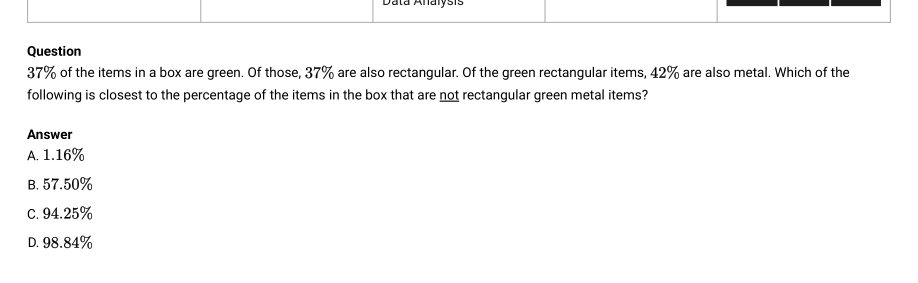 Data Analysis
Question
37% of the items in a box are green. Of those, 37% are also rectangular. Of the green rectangular items, 42% are also metal. Which of the
following is closest to the percentage of the items in the box that are not rectangular green metal items?
Answer
A. 1.16%
B. 57.50%
C. 94.25%
D. 98.84%